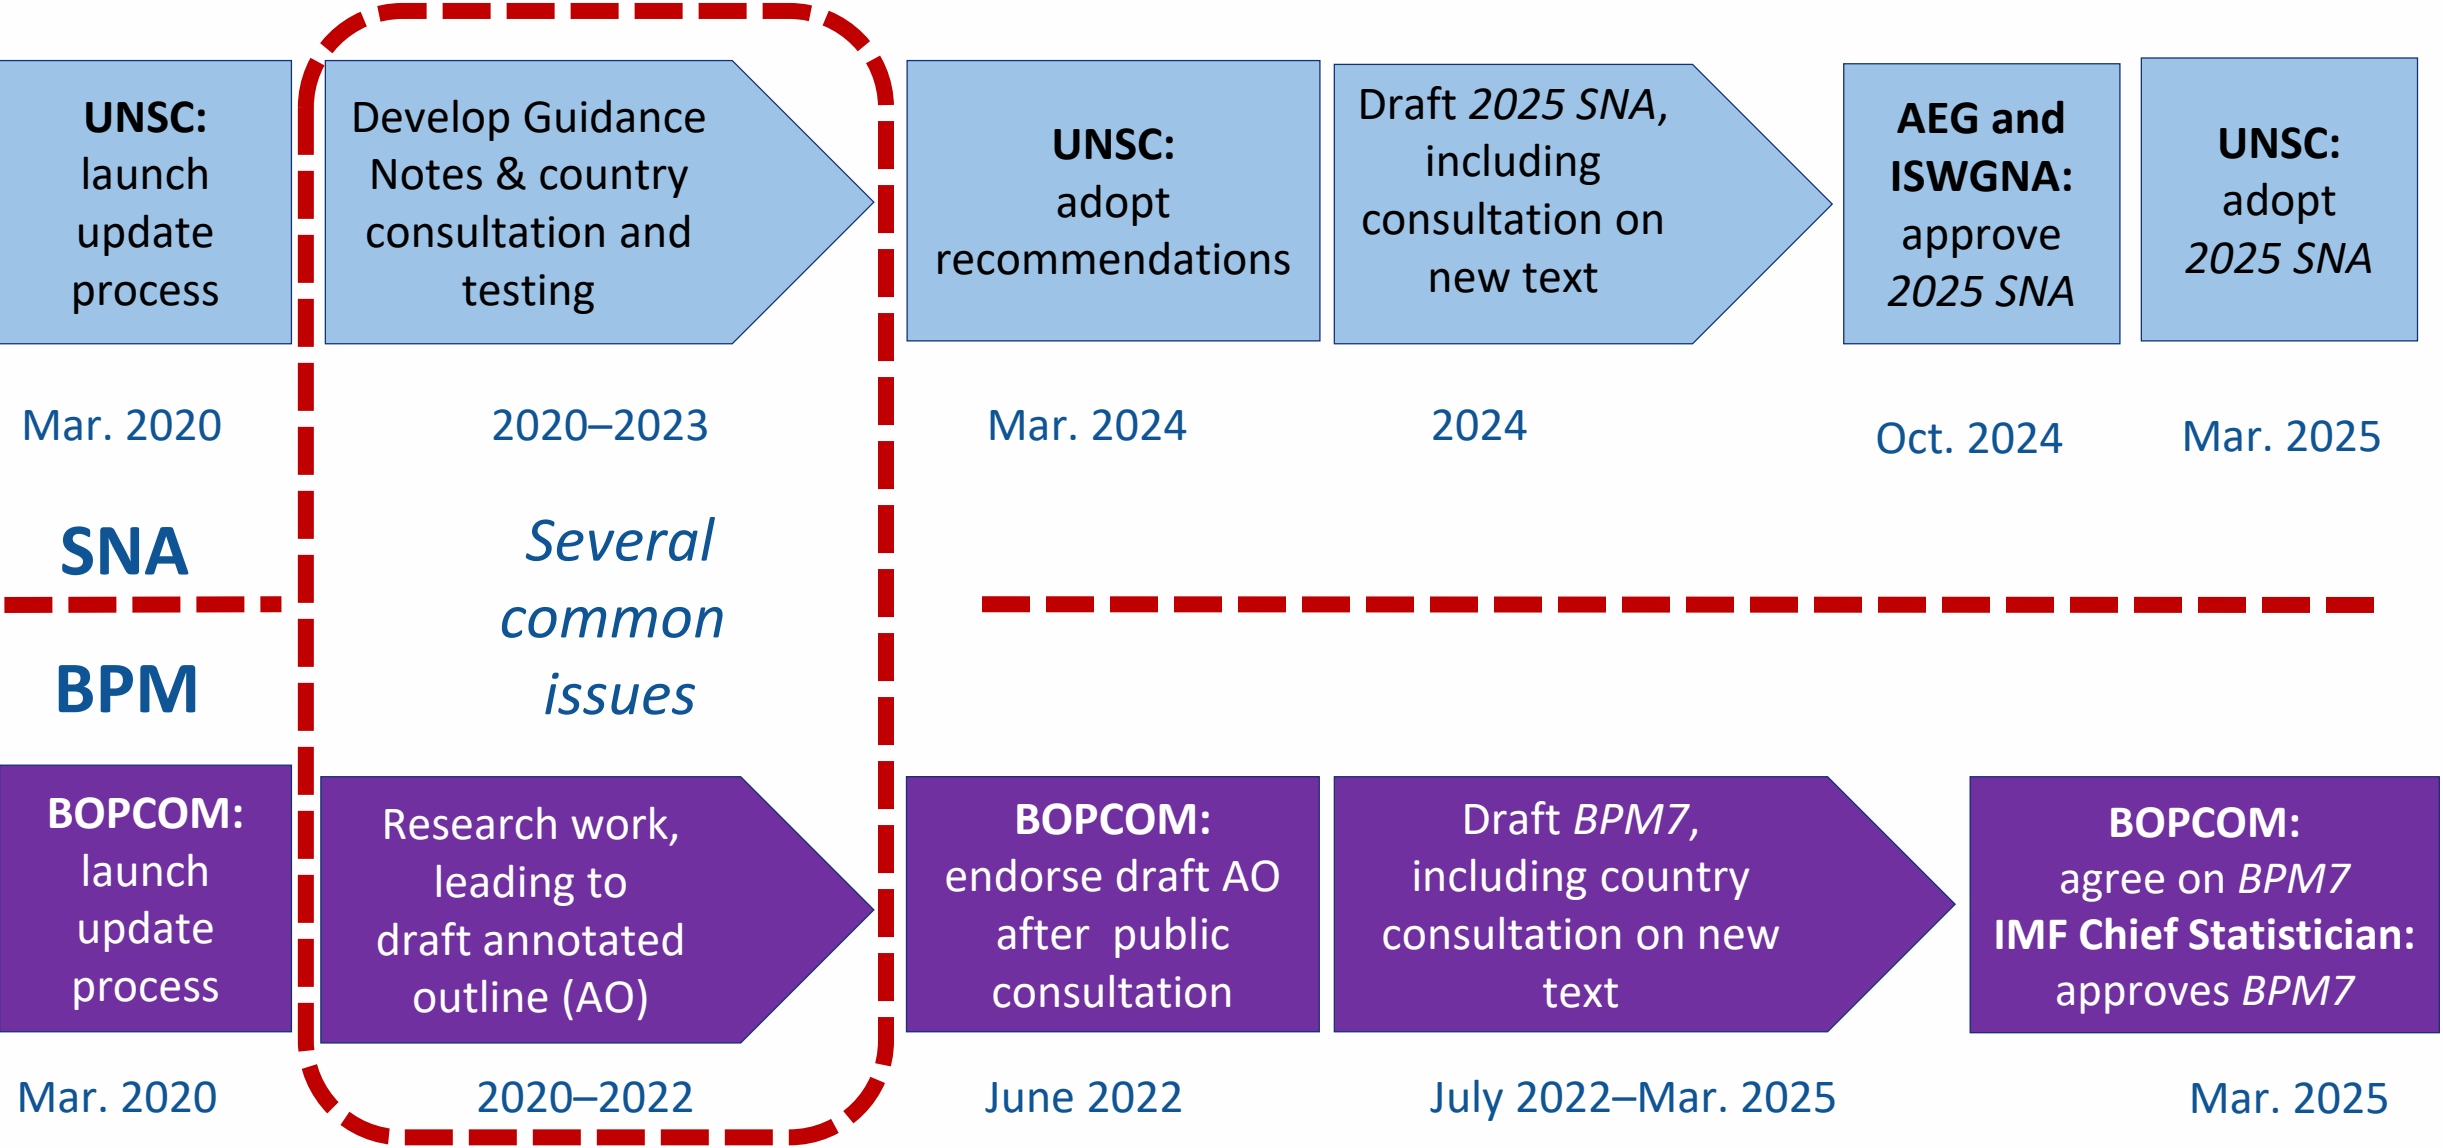 UNSC:
launch
update
process
Develop Guidance
Notes & country
consultation and
testing
UNSC:
adopt
recommendations
Draft 2025 SNA,
including
consultation on
new text
AEG and
ISWGNA:
approve
2025 SNA
UNSC:
adopt
2025 SNA
Mar. 2020
2020–2023
Mar. 2024
2024
Oct. 2024
Mar. 2025
SNA
BPM
Several
common
issues
BOPCOM:
launch
update
process
Research work,
leading to
draft annotated
outline (AO)
BOPCOM:
endorse draft AO
after  public
consultation
Draft BPM7,
including country
consultation on new
text
BOPCOM:
agree on BPM7
IMF Chief Statistician:
approves BPM7
Mar. 2020
2020–2022
June 2022
July 2022–Mar. 2025
Mar. 2025